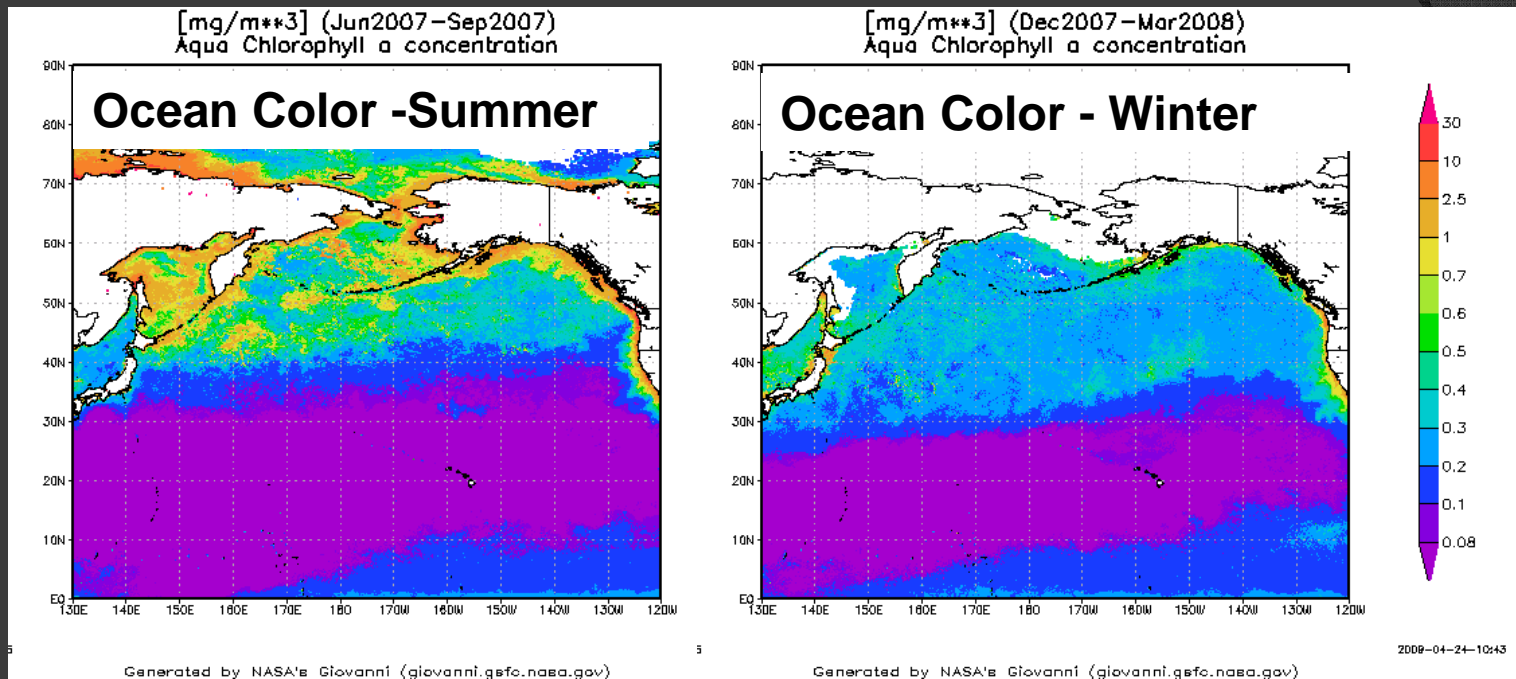 [mg/m**3] (Jun2007-Sep2007)
Aqua Chlorophyll a concentration
90N
Ocean Color -Summer
80N
70N
60N
50N
40N
30N
20N
10N
EQ
130E 140E 150E 160E 170E 180 170W 160W 150W 140W 130W 120W
Generated by NASA's Giovanni (giovanni.gsfc.nasa.gov)
[mg/m**3] (Dec2007-Mar2008)
Aqua Chlorophyll a concentration
90N
Ocean Color - Winter
80N
70N
60N
50N
40N
30N
20N
10N
EQ
130E 140E 150E 160E 170E 180 170W 160W 150W 140W 130W 120W
Generated by NASA's Giovanni (giovanni.gsfc.nasa.gov)
30
10
2.5
1
0.7
0.6
0.5
0.4
0.3
0.2
0.1
0.08